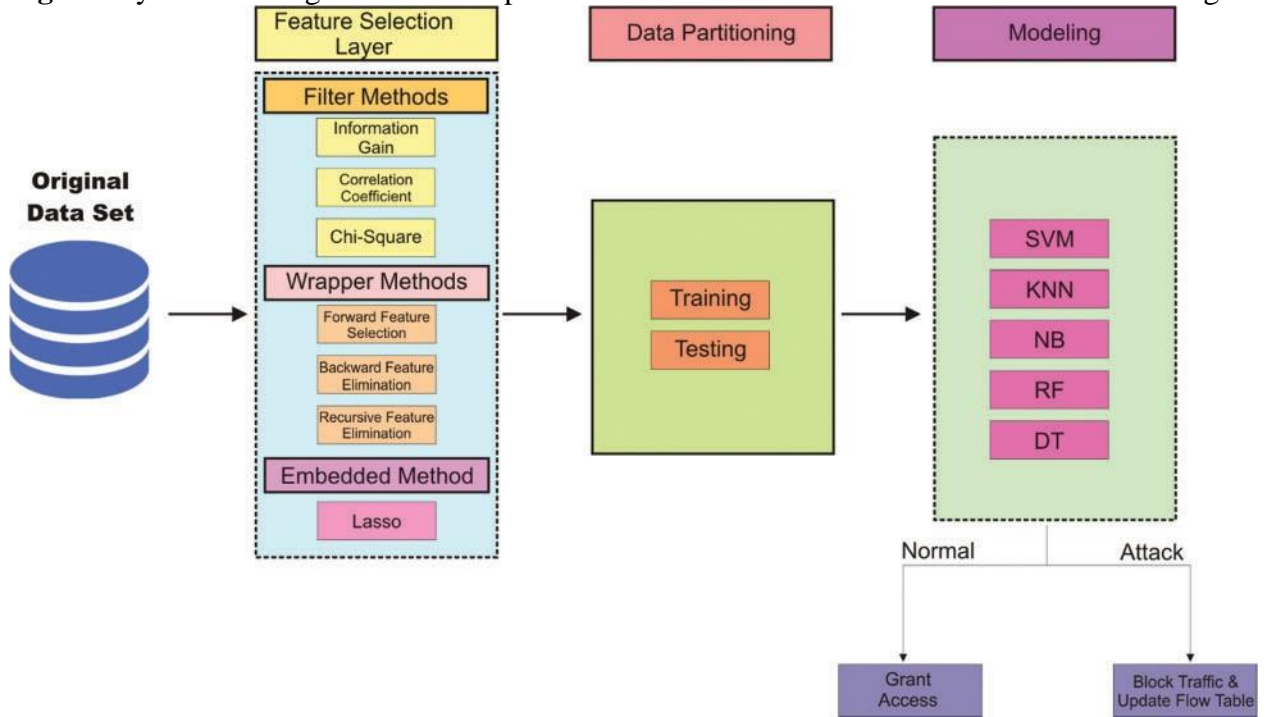 Feature Selection
Layer
Data Partitioning
Modeling
Original
Data Set
Filter Methods
Information
Gain
Correlation
Coefficient
Chi-Square
Wrapper Methods
Forward Feature
Selection
Backward Feature
Elimination
Recursive Feature
Elimination
Embedded Method
Lasso
Training
Testing
SVM
KNN
NB
RF
DT
Normal
Attack
Grant
Access
Block Traffic &
Update Flow Table